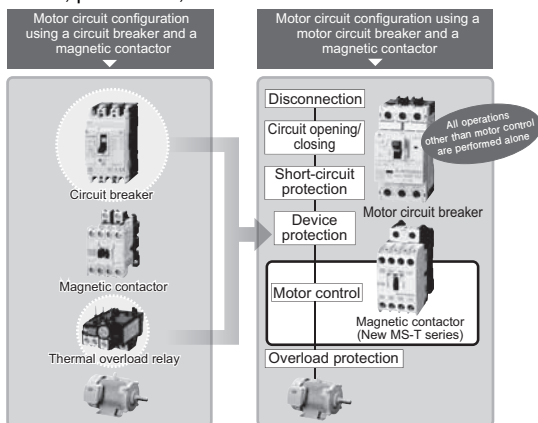 Motor circuit configuration
using a circuit breaker and a
magnetic contactor
Circuit breaker
Magnetic contactor
Thermal overload relay
Motor circuit configuration using a
motor circuit breaker and a
magnetic contactor
Disconnection
Circuit opening/
closing
Short-circuit
protection
Device
protection
Motor control
Overload protection
All operations
other than motor control
are performed alone
Motor circuit breaker
Magnetic contactor
(New MS-T series)